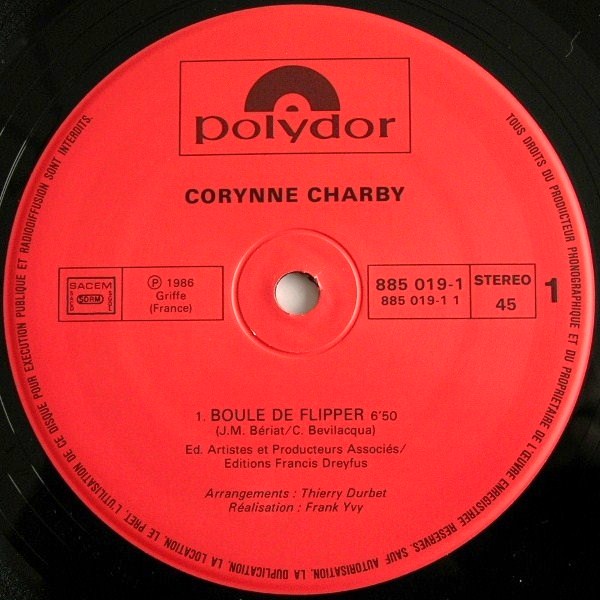 polydor
CORYNNE CHARBY
SACEM
SDRM
℗ 1986
Griffe
(France)
885 019-1
885 019-1 1
STEREO
45
1
1. BOULE DE FLIPPER 6'50
(J.M. Bériat/C. Bevilacqua)
Ed. Artistes et Producteurs Associés/
Editions Francis Dreyfus
Arrangements : Thierry Durbet
Réalisation : Frank Yvy
TOUS DROITS DU PRODUCTEUR PHONOGRAPHIQUE ET DU PROPRIETAIRE DE L'ŒUVRE ENREGISTREE RESERVES. SAUF AUTORISATION, LA DUPLICATION, LA LOCATION, LE PRET, L'UTILISATION DE CE DISQUE POUR EXECUTION PUBLIQUE ET RADIODIFFUSION SONT INTERDITS.